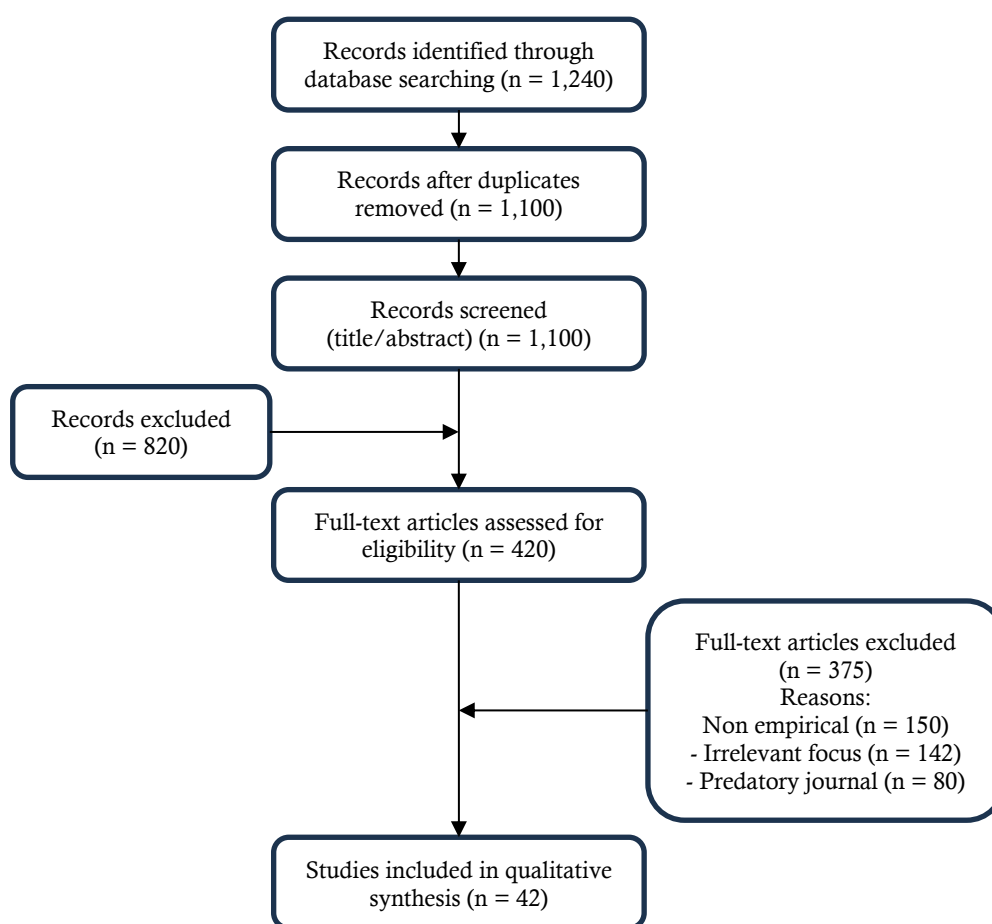 Records identified through
database searching (n = 1,240)
Records after duplicates
removed (n = 1,100)
Records screened
(title/abstract) (n = 1,100)
Records excluded
(n = 820)
Full-text articles assessed for
eligibility (n = 420)
Full-text articles excluded
(n = 375)
Reasons:
Non empirical (n = 150)
- Irrelevant focus (n = 142)
- Predatory journal (n = 80)
Studies included in qualitative
synthesis (n = 42)